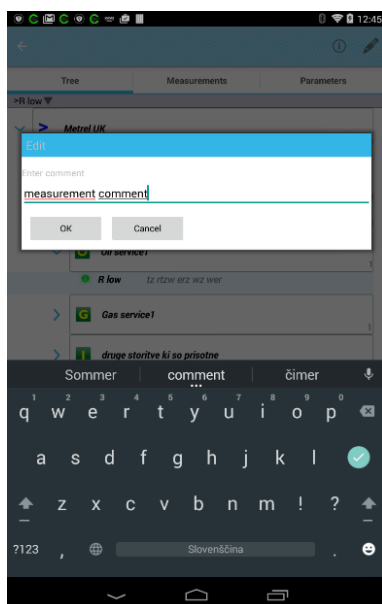 12:45
Tree Measurements Parameters
>R low
> Metrel UK
Edit
Enter comment
measurement comment
OK Cancel
O Oil service1
1
R low tz rtzw erz wz wer
G Gas service1
1
I druge storitve ki so prisotne
Sommer comment čimer
1 2 3 4 5 6 7 8 9 0
q w e r t y u i o p
a s d f g h j k l
z x c v b n m ! ?
?123 , Slovenščina .